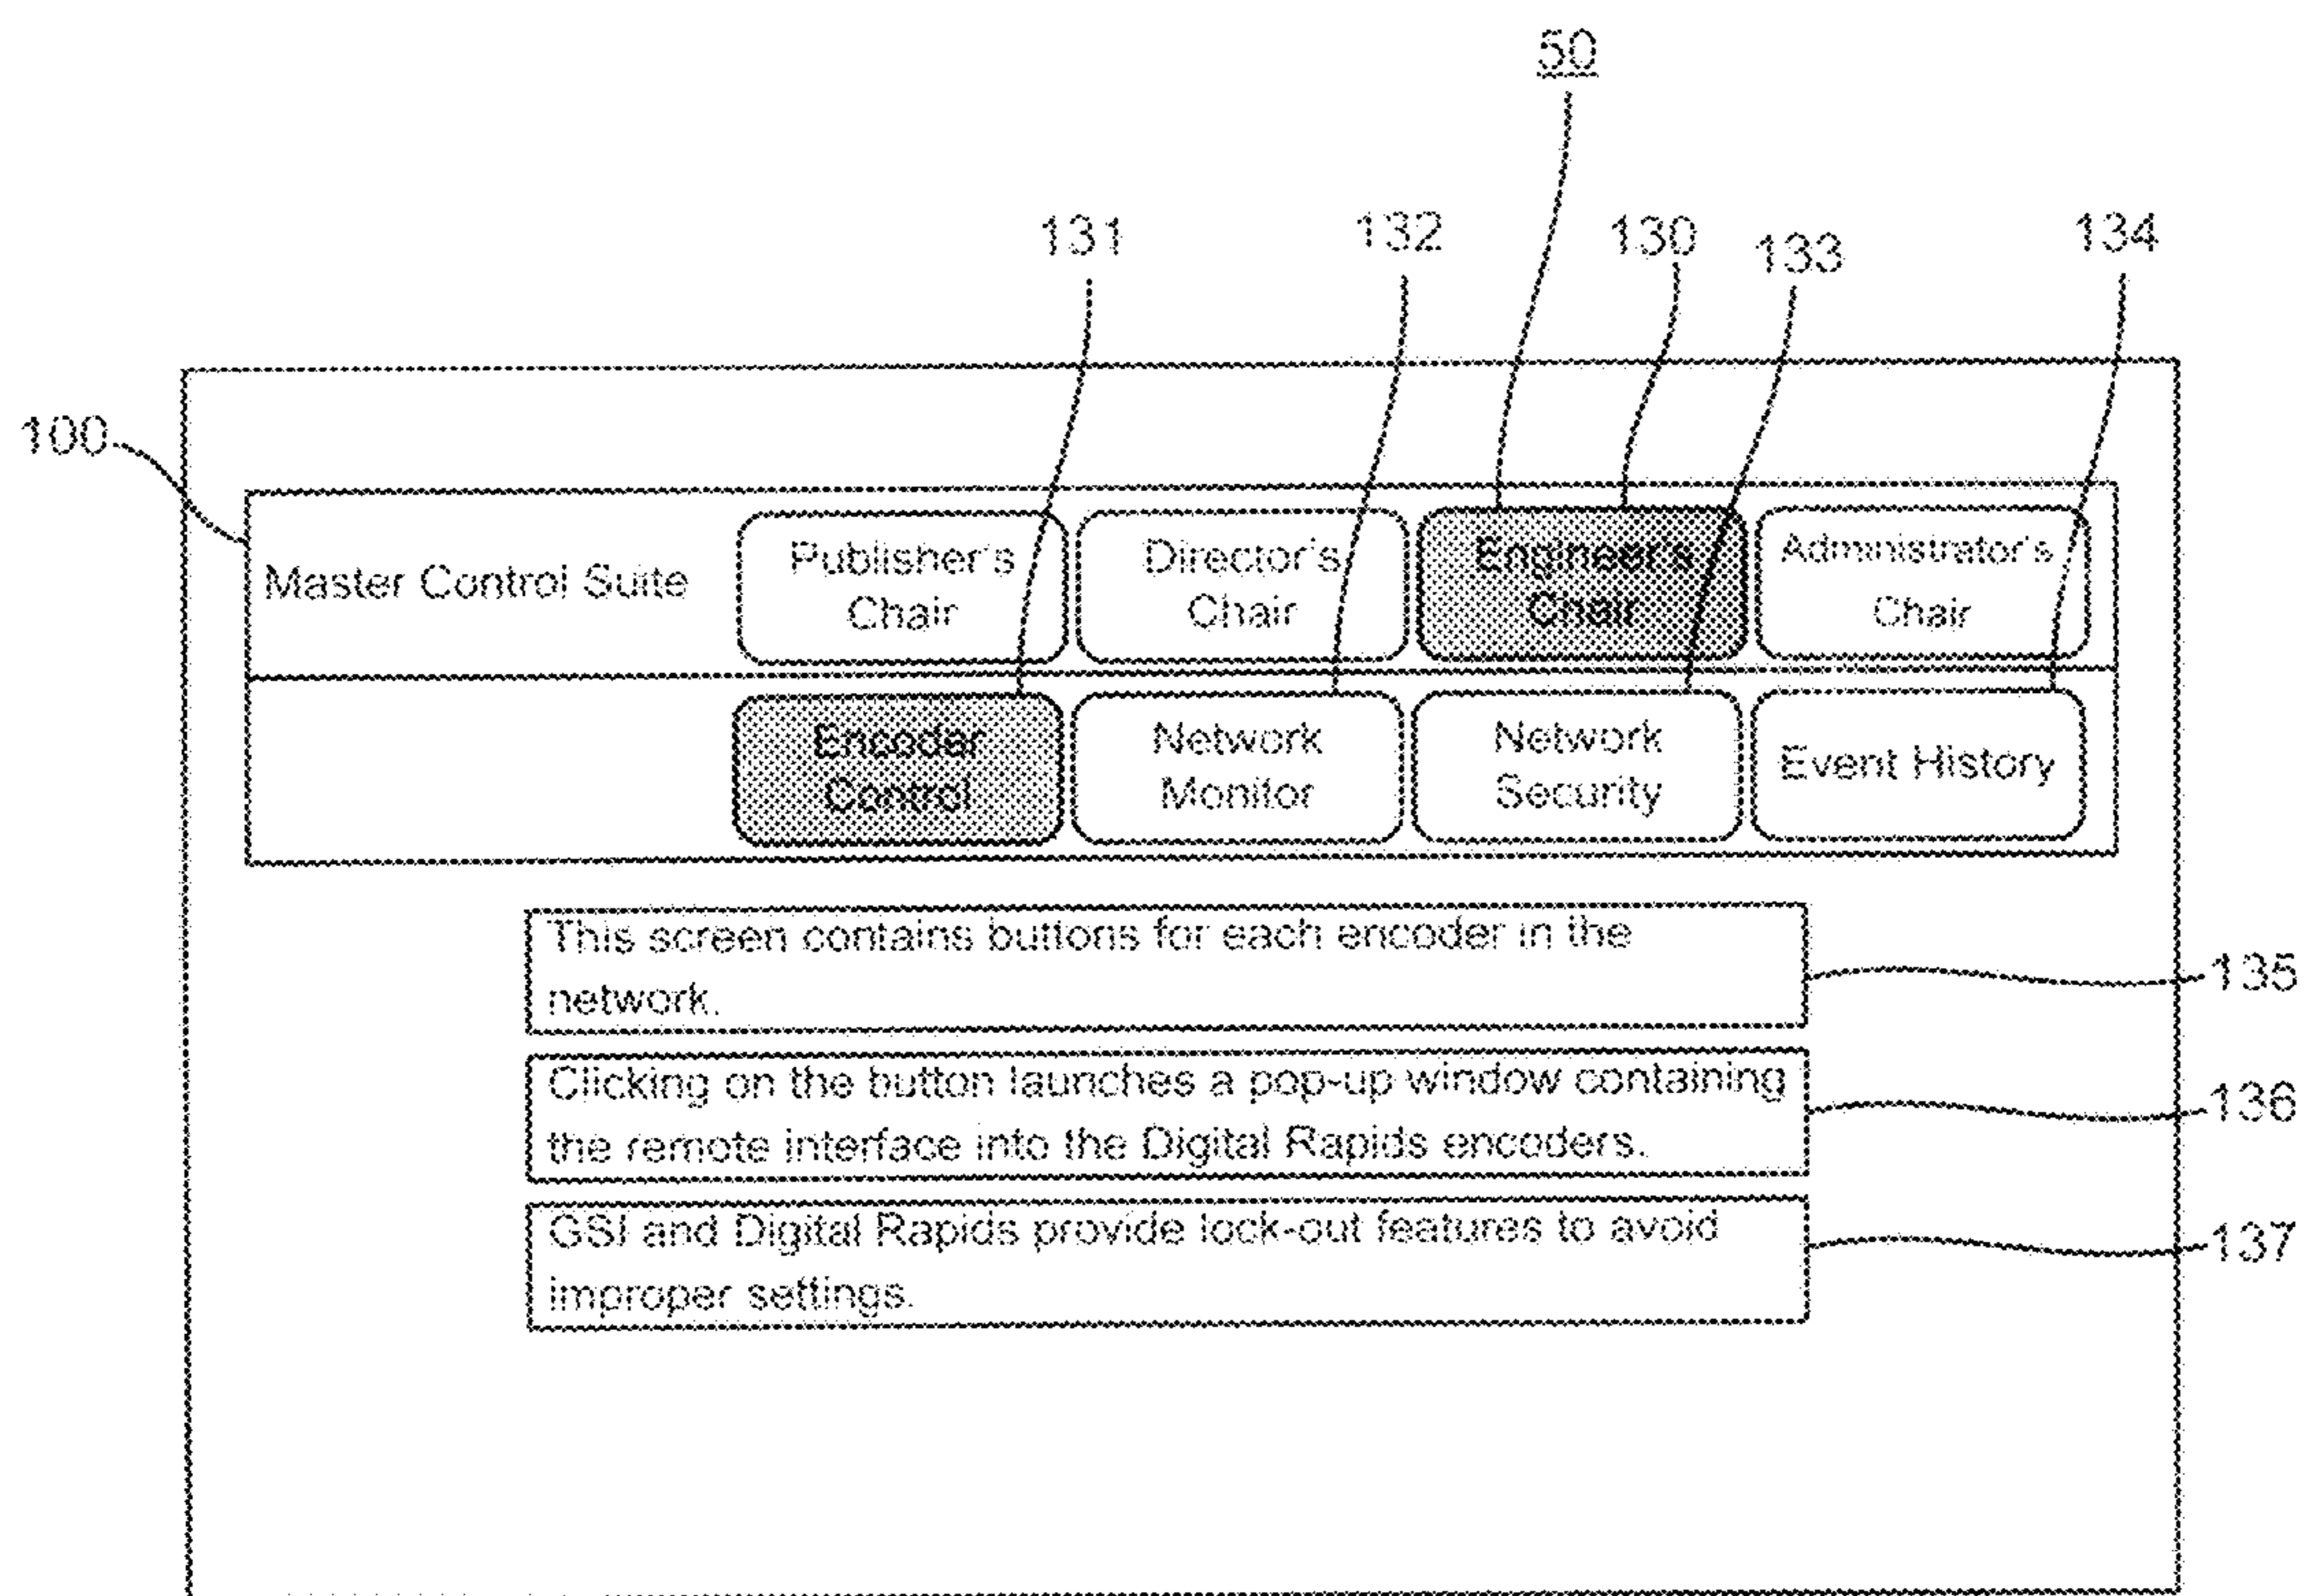 50
131
132
130
133
134
100
Master Control Suite
Publisher's
Chair
Director's
Chair
Engineer's
Chair
Administrator's
Chair
Encoder
Control
Network
Monitor
Network
Security
Event History
This screen contains buttons for each encoder in the
network.
135
Clicking on the button launches a pop-up window containing
the remote interface into the Digital Rapids encoders.
136
GSI and Digital Rapids provide lock-out features to avoid
improper settings.
137